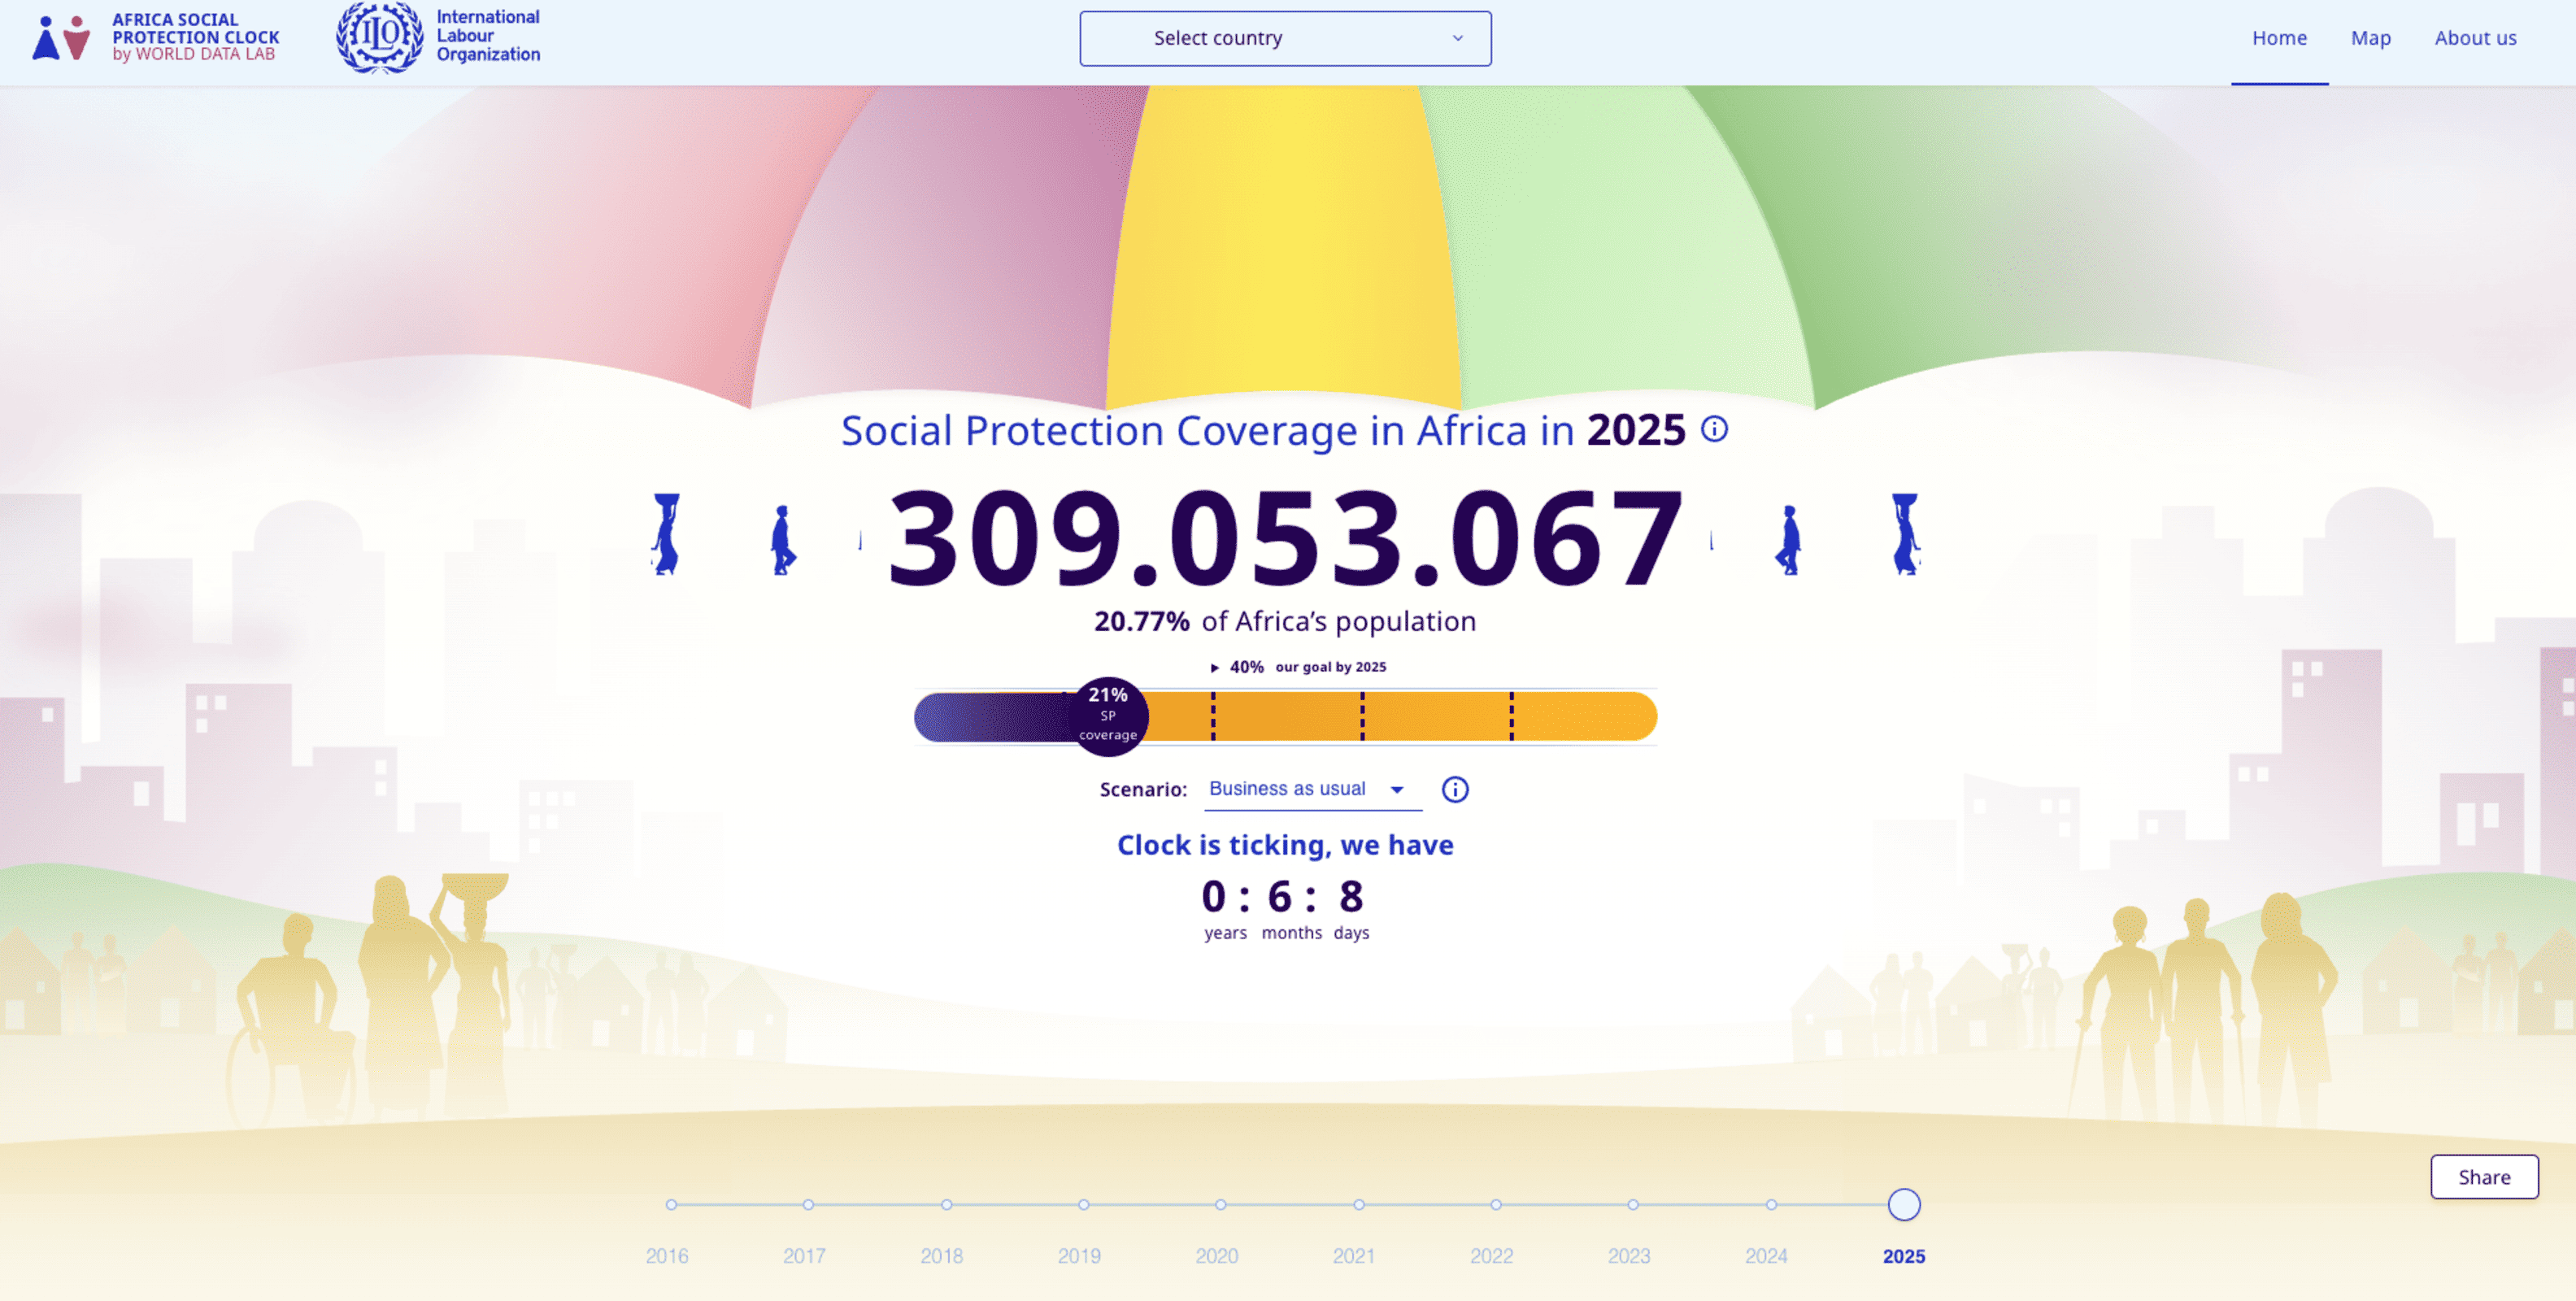 AFRICA SOCIAL
PROTECTION CLOCK
by WORLD DATA LAB
ILO
International
Labour
Organization
Select country
Home
Map
About us
Social Protection Coverage in Africa in 2025
309.053.067
20.77% of Africa’s population
40% our goal by 2025
21%
SP
coverage
Scenario: Business as usual
Clock is ticking, we have
0 : 6 : 8
years months days
Share
2016 2017 2018 2019 2020 2021 2022 2023 2024 2025